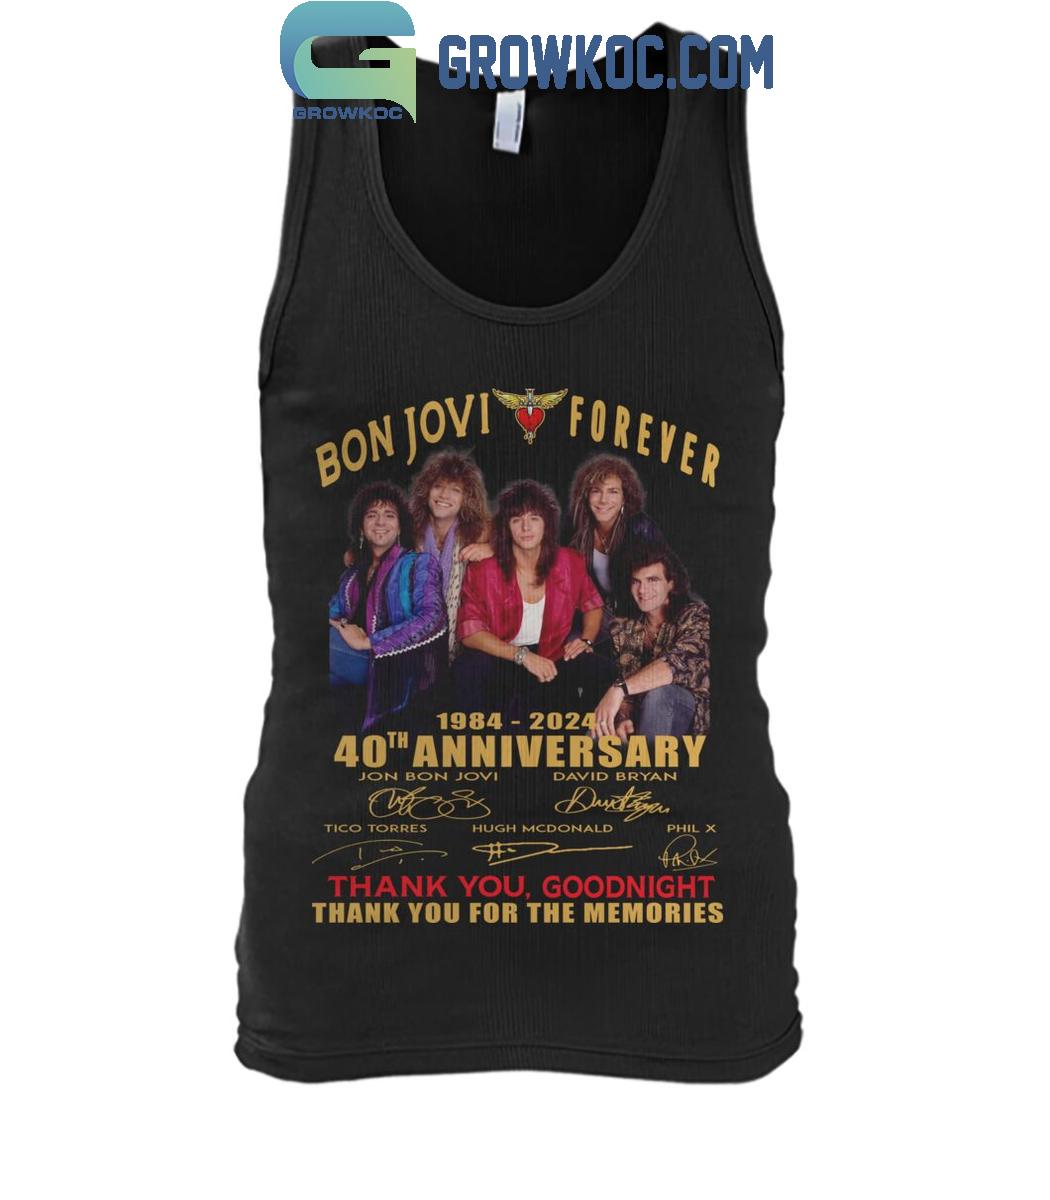 GROWKOC.COM
GROWKOC
BON JOVI FOREVER
1984 - 2024
40TH ANNIVERSARY
JON BON JOVI DAVID BRYAN
TICO TORRES HUGH MCDONALD PHIL X
THANK YOU, GOODNIGHT
THANK YOU FOR THE MEMORIES